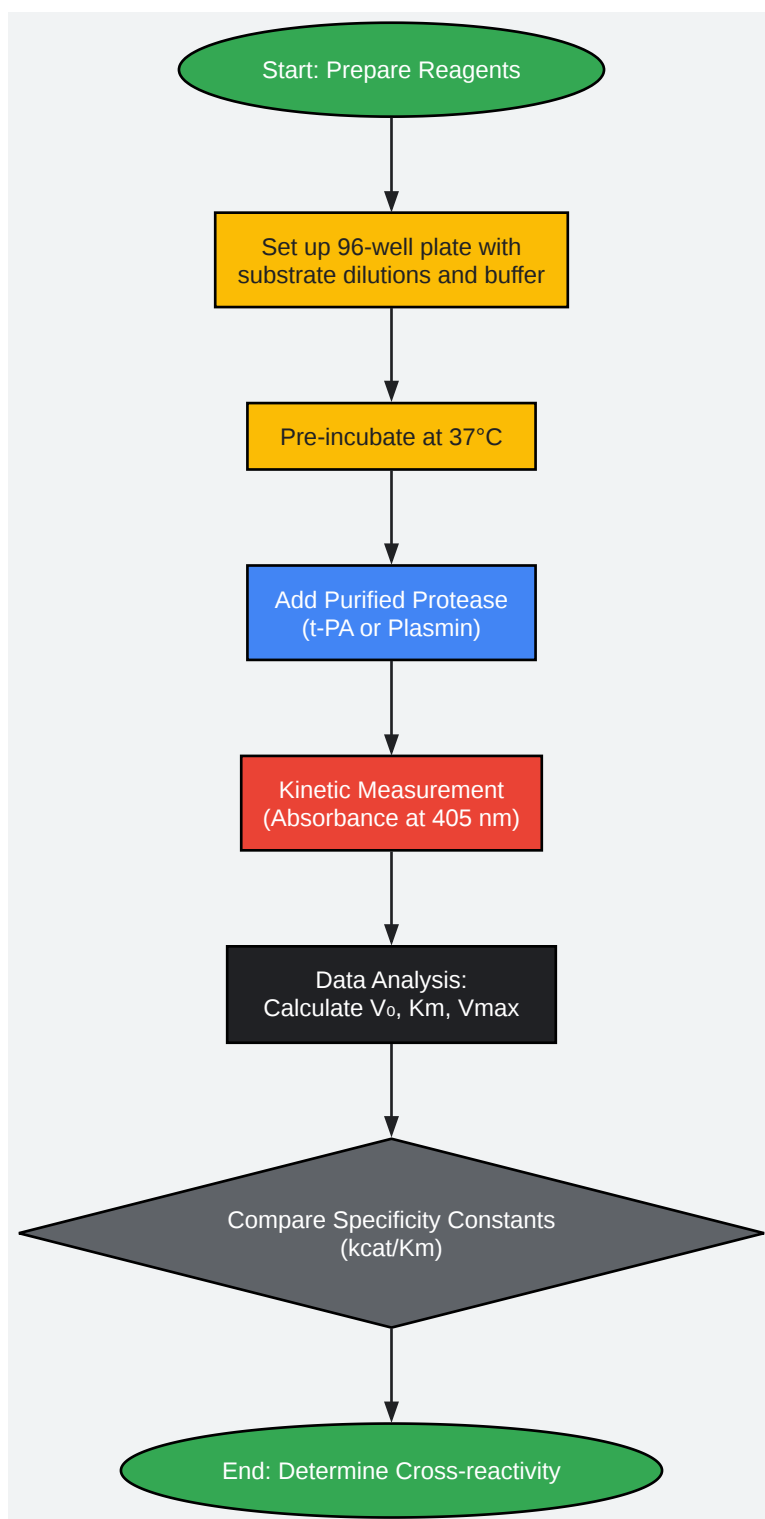 Start: Prepare Reagents
Set up 96-well plate with
substrate dilutions and buffer
Pre-incubate at 37°C
Add Purified Protease
(t-PA or Plasmin)
Kinetic Measurement
(Absorbance at 405 nm)
Data Analysis:
Calculate V₀, Km, Vmax
Compare Specificity Constants
(kcat/Km)
End: Determine Cross-reactivity